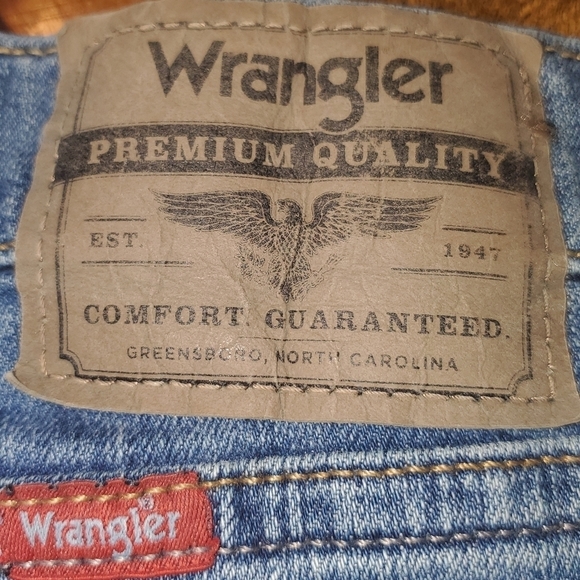 Wrangler
PREMIUM QUALITY
EST. 1947
COMFORT. GUARANTEED.
GREENSBORO, NORTH CAROLINA
Wrangler®